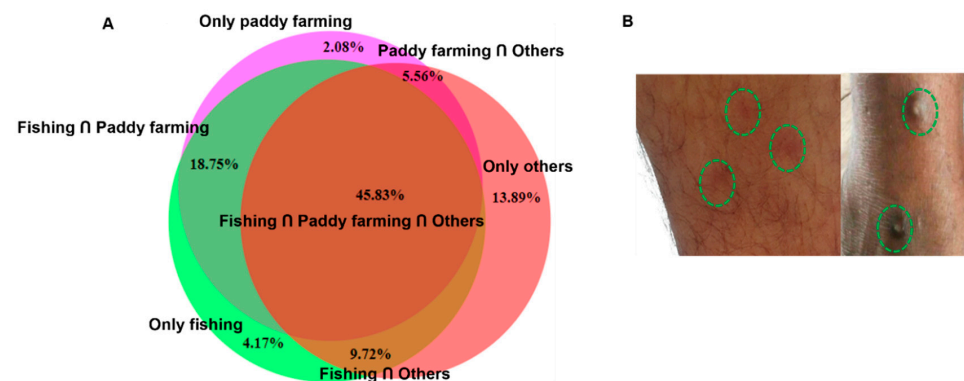 A
B
Only paddy farming
2.08%
Paddy farming ∩ Others
5.56%
Fishing ∩ Paddy farming
18.75%
Only others
13.89%
45.83%
Fishing ∩ Paddy farming ∩ Others
Only fishing
4.17%
9.72%
Fishing ∩ Others